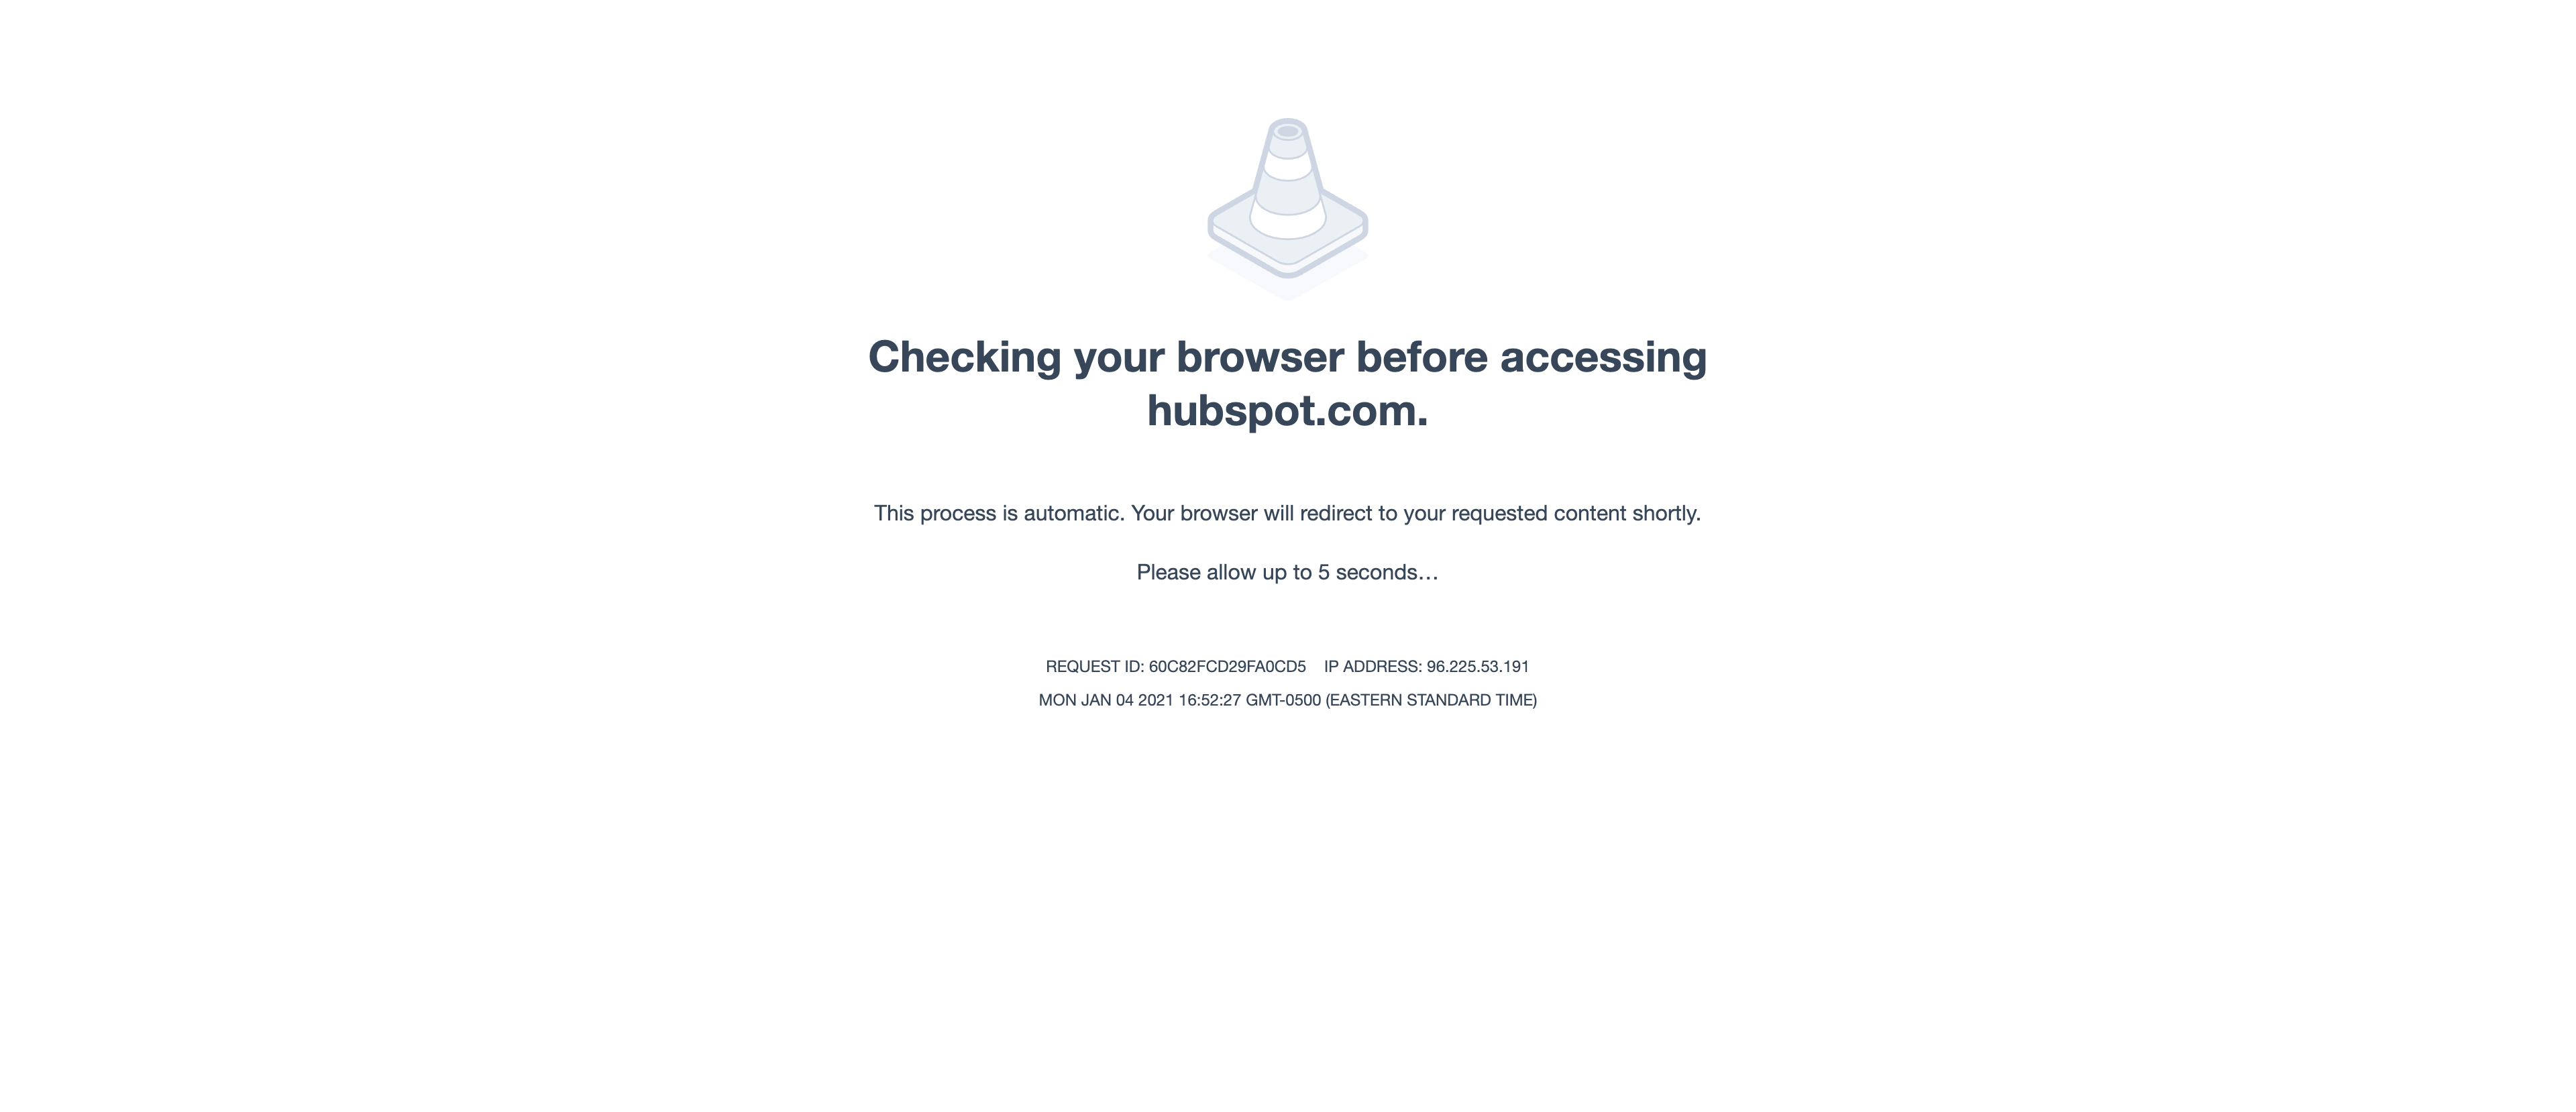 Checking your browser before accessing
hubspot.com.
This process is automatic. Your browser will redirect to your requested content shortly.
Please allow up to 5 seconds…
REQUEST ID: 60C82FCD29FA0CD5 IP ADDRESS: 96.225.53.191
MON JAN 04 2021 16:52:27 GMT-0500 (EASTERN STANDARD TIME)